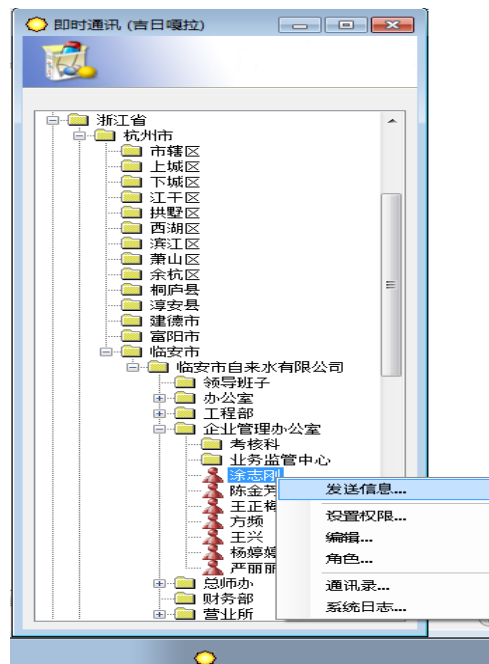 即时通讯 (吉日嘎拉)
浙江省
杭州市
市辖区
上城区
下城区
江干区
拱墅区
西湖区
滨江区
萧山区
余杭区
桐庐县
淳安县
建德市
富阳市
临安市
临安市自来水有限公司
领导班子
办公室
工程部
企业管理办公室
考核科
业务监管中心
涂志刚
陈金芳
王正梅
方频
王兴
杨婷婷
严丽丽
总师办
财务部
营业所
发送信息...
设置权限...
编辑...
角色...
通讯录...
系统日志...